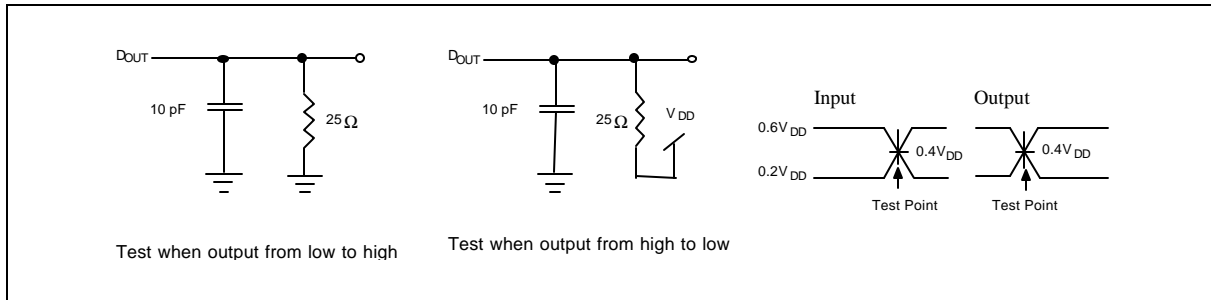 DOUT
10 pF
25Ω
Test when output from low to high
DOUT
10 pF
25Ω
VDD
Test when output from high to low
Input
Output
0.6VDD
0.4VDD
0.2VDD
Test Point
0.4VDD
Test Point